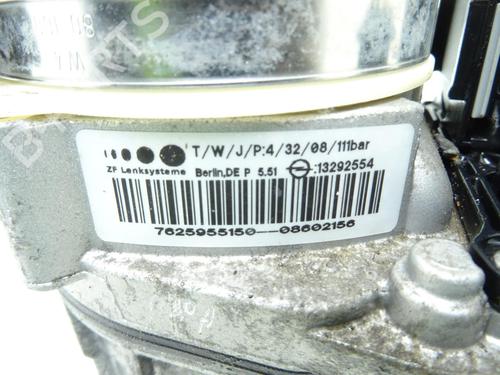 T/W/J/P:4/32/08/111bar
ZF Lenksysteme Berlin,DE P 5.51 :13292554
7625955150--08602156